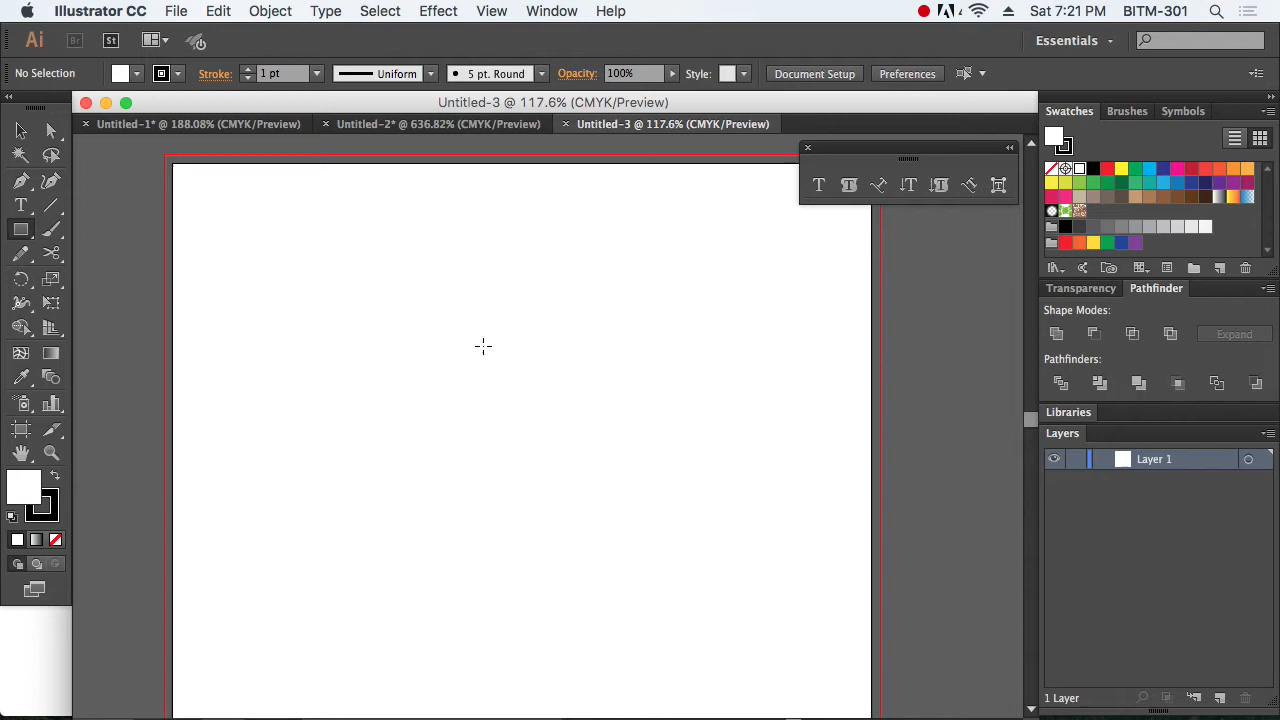 Illustrator CC File Edit Object Type Select Effect View Window Help Sat 7:21 PM BITM-301
Ai Br St Essentials
No Selection Stroke: 1 pt Uniform 5 pt. Round Opacity: 100% Style: Document Setup Preferences
Untitled-3 @ 117.6% (CMYK/Preview)
Untitled-1* @ 188.08% (CMYK/Preview) Untitled-2* @ 636.82% (CMYK/Preview) Untitled-3 @ 117.6% (CMYK/Preview)
Swatches Brushes Symbols
Transparency Pathfinder
Shape Modes:
Expand
Pathfinders:
Libraries
Layers
Layer 1
1 Layer